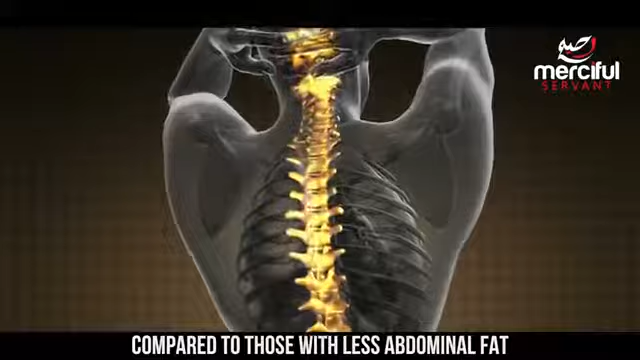 merciful
SERVANT
COMPARED TO THOSE WITH LESS ABDOMINAL FAT